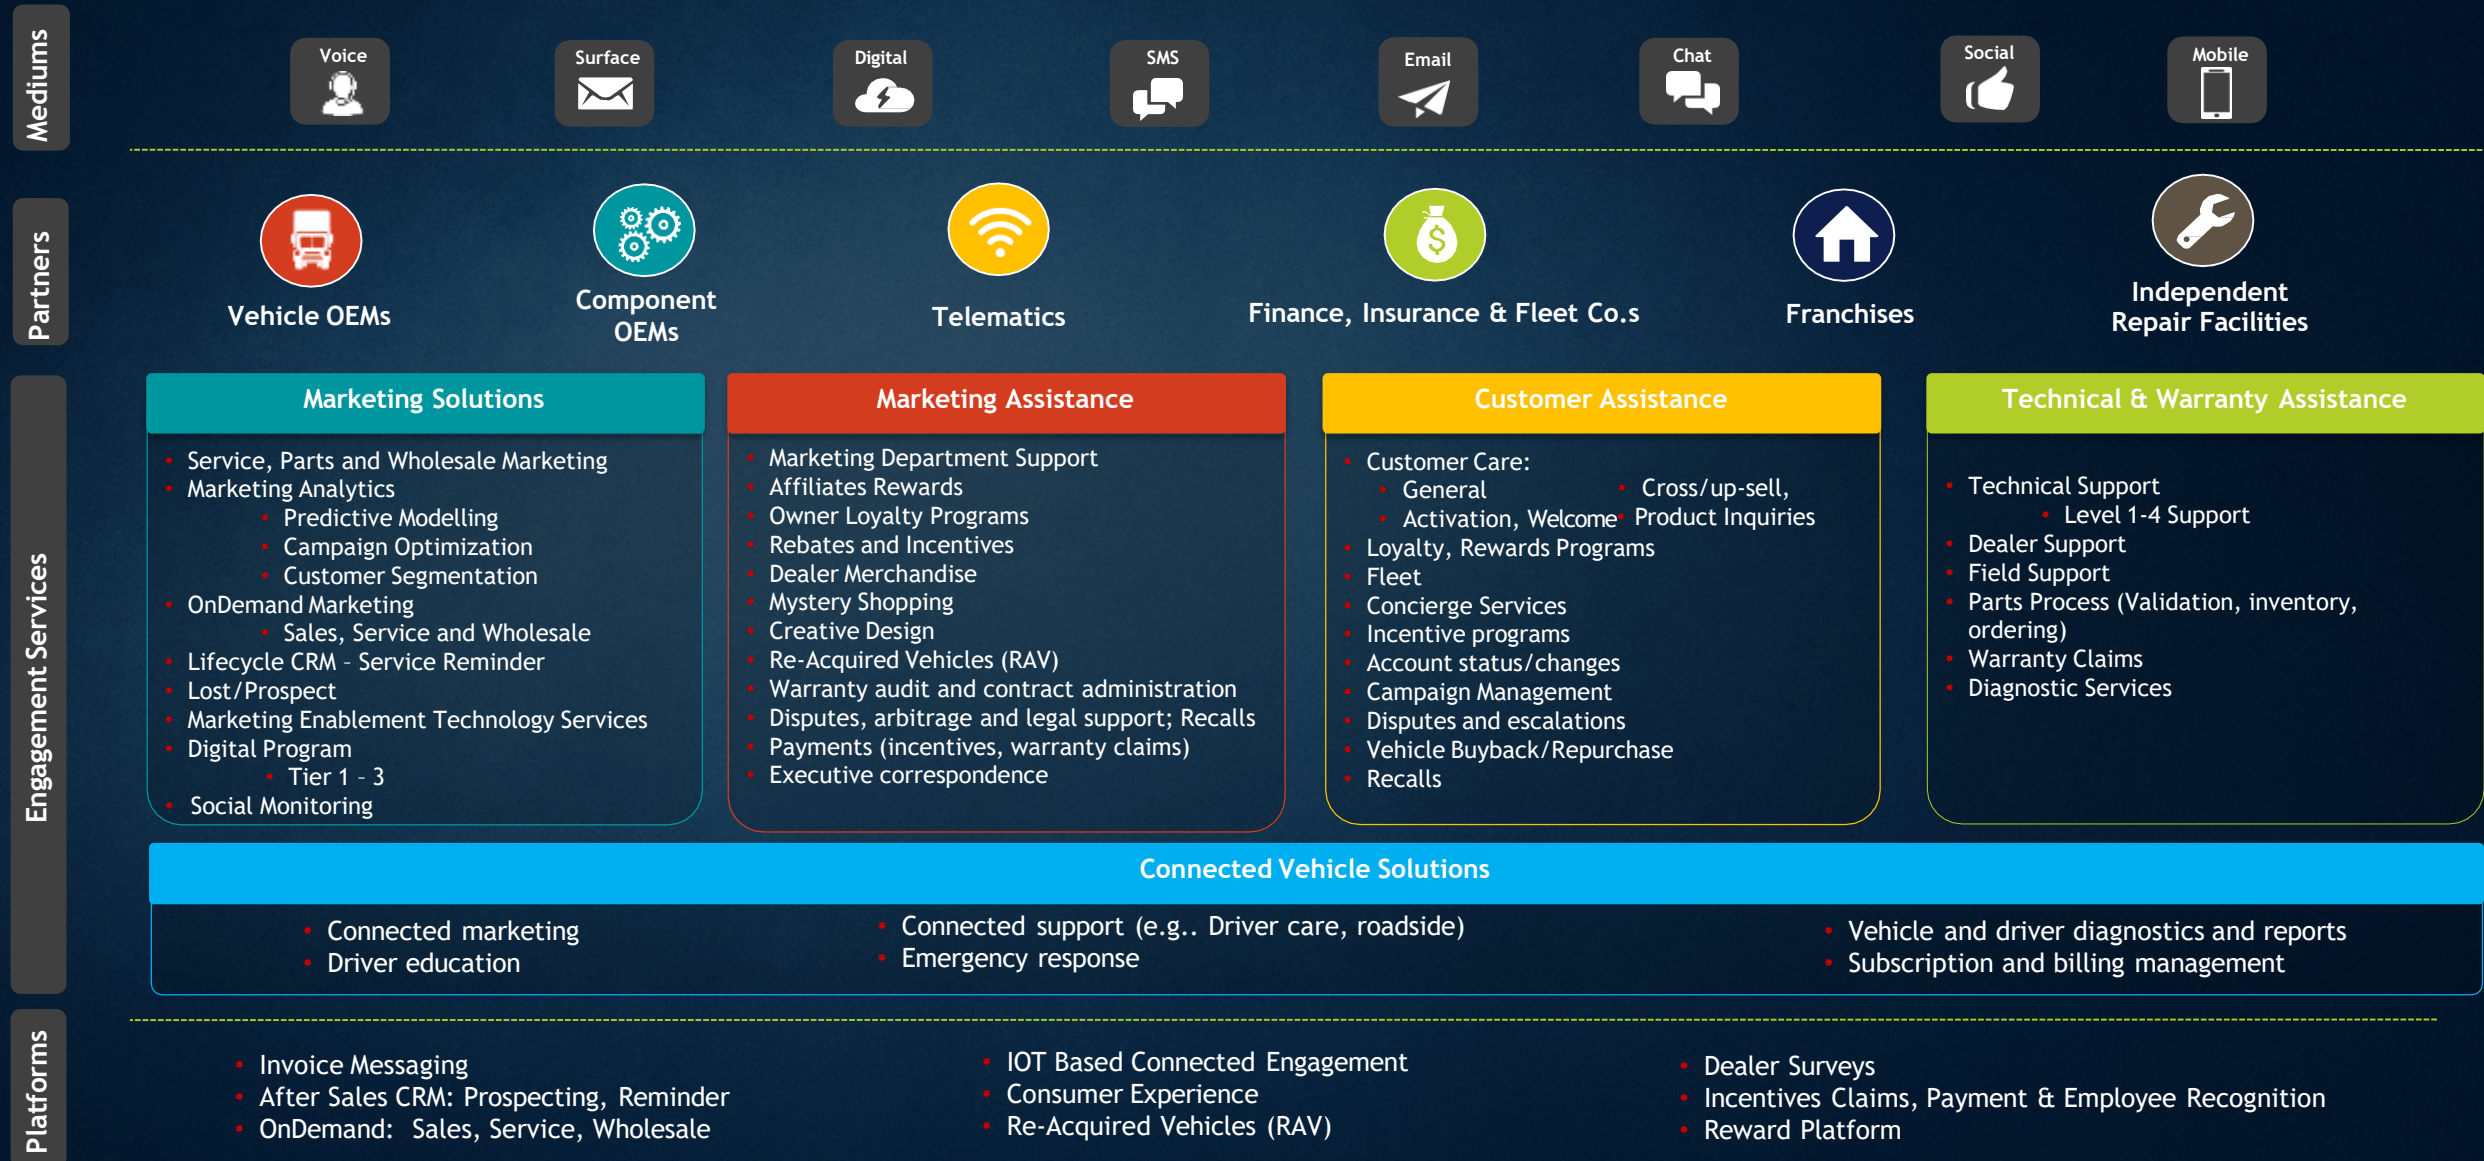 Mediums
Voice
Surface
Digital
SMS
Email
Chat
Social
Mobile
Partners
Vehicle OEMs
Component
OEMs
Telematics
Finance, Insurance & Fleet Co.s
Franchises
Independent
Repair Facilities
Engagement Services
Marketing Solutions
• Service, Parts and Wholesale Marketing
• Marketing Analytics
• Predictive Modelling
• Campaign Optimization
• Customer Segmentation
• OnDemand Marketing
• Sales, Service and Wholesale
• Lifecycle CRM – Service Reminder
• Lost/Prospect
• Marketing Enablement Technology Services
• Digital Program
• Tier 1 – 3
• Social Monitoring
Marketing Assistance
• Marketing Department Support
• Affiliates Rewards
• Owner Loyalty Programs
• Rebates and Incentives
• Dealer Merchandise
• Mystery Shopping
• Creative Design
• Re-Acquired Vehicles (RAV)
• Warranty audit and contract administration
• Disputes, arbitrage and legal support; Recalls
• Payments (incentives, warranty claims)
• Executive correspondence
Customer Assistance
• Customer Care:
• General
• Cross/up-sell,
• Activation, Welcome
• Product Inquiries
• Loyalty, Rewards Programs
• Fleet
• Concierge Services
• Incentive programs
• Account status/changes
• Campaign Management
• Disputes and escalations
• Vehicle Buyback/Repurchase
• Recalls
Technical & Warranty Assistance
• Technical Support
• Level 1-4 Support
• Dealer Support
• Field Support
• Parts Process (Validation, inventory,
ordering)
• Warranty Claims
• Diagnostic Services
Connected Vehicle Solutions
• Connected marketing
• Driver education
• Connected support (e.g.. Driver care, roadside)
• Emergency response
• Vehicle and driver diagnostics and reports
• Subscription and billing management
Platforms
• Invoice Messaging
• After Sales CRM: Prospecting, Reminder
• OnDemand: Sales, Service, Wholesale
• IOT Based Connected Engagement
• Consumer Experience
• Re-Acquired Vehicles (RAV)
• Dealer Surveys
• Incentives Claims, Payment & Employee Recognition
• Reward Platform